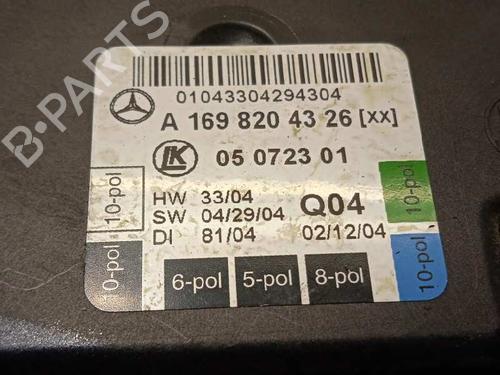 B-PARTS
01043304294304
A 169 820 43 26 [xx]
LK
05 0723 01
HW 33/04
SW 04/29/04
Q04
DI 81/04
02/12/04
10-pol
10-pol
10-pol
10-pol
6-pol
5-pol
8-pol